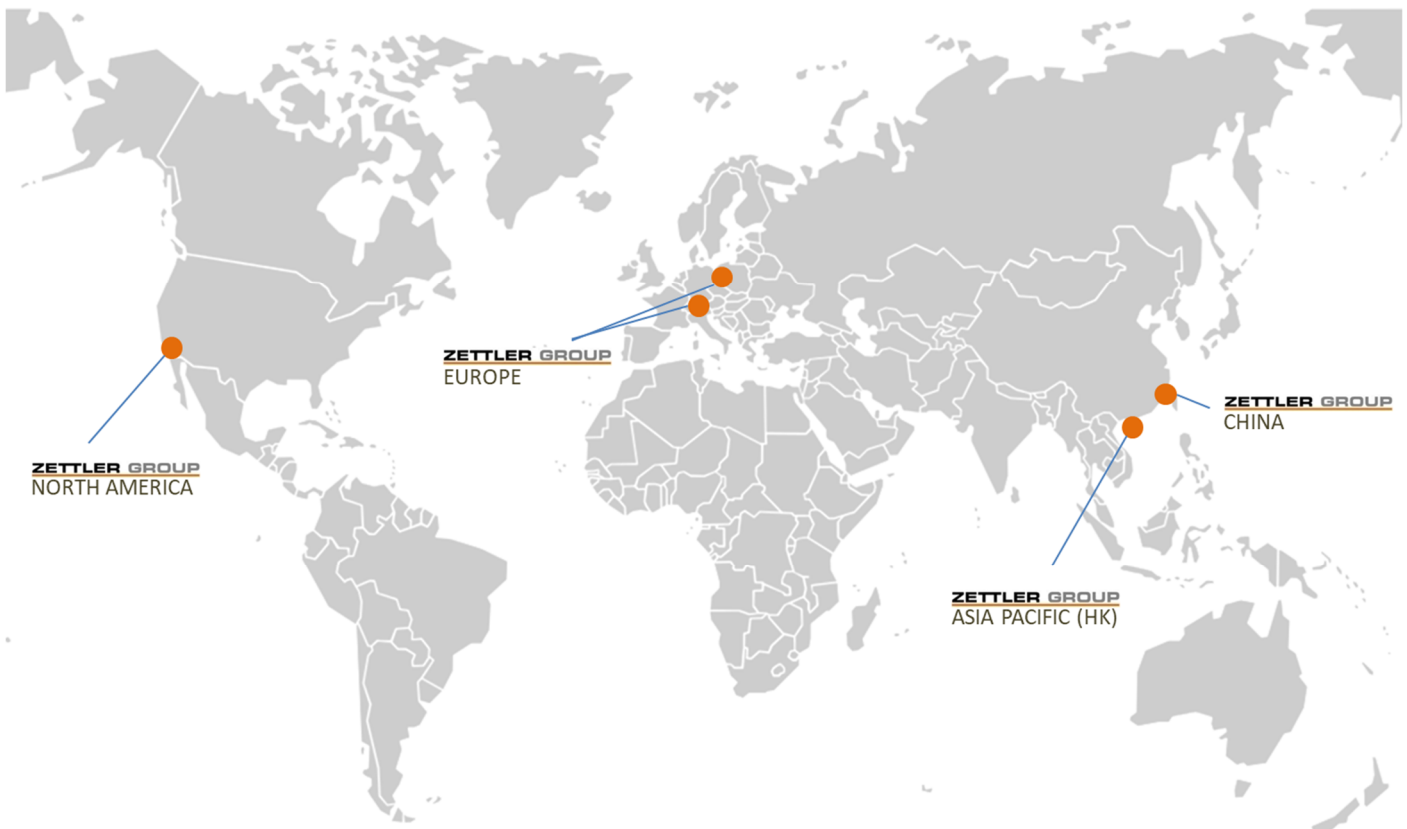 ZETTLER GROUP
EUROPE
ZETTLER GROUP
CHINA
ZETTLER GROUP
NORTH AMERICA
ZETTLER GROUP
ASIA PACIFIC (HK)